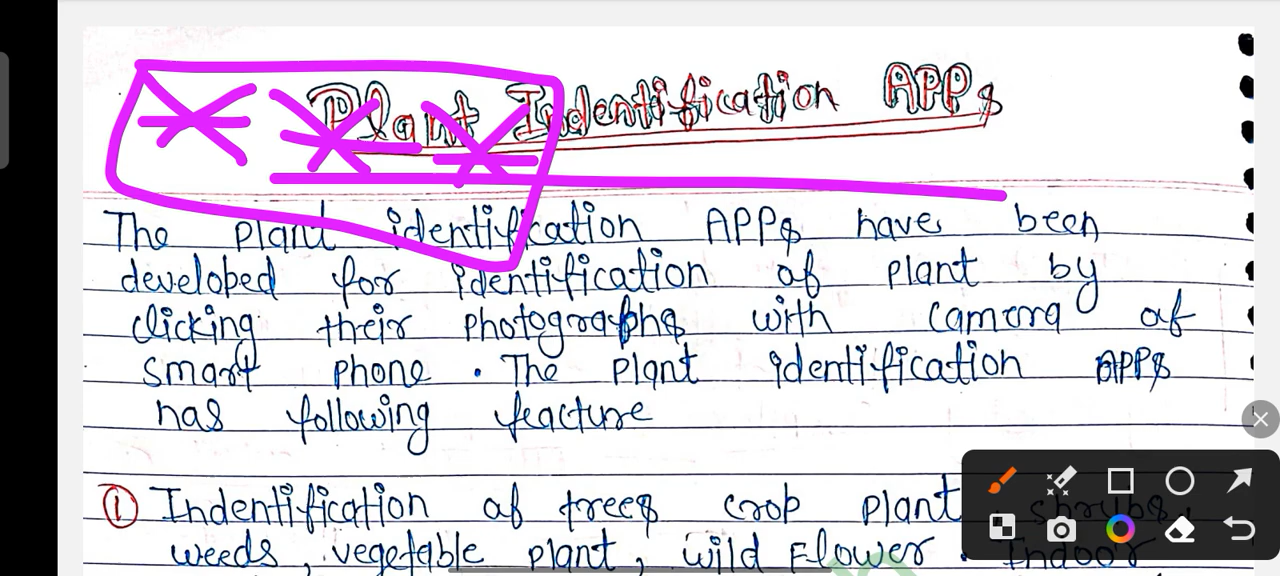 Plant Indentification APPs
The plant identification APPs have been
developed for identification of plant by
clicking their photographs with camera of
smart phone . The plant identification APPs
has following feacture
① Indentification of trees crop plant, shrubs,
weeds, vegetable plant, wild Flower . Indoor